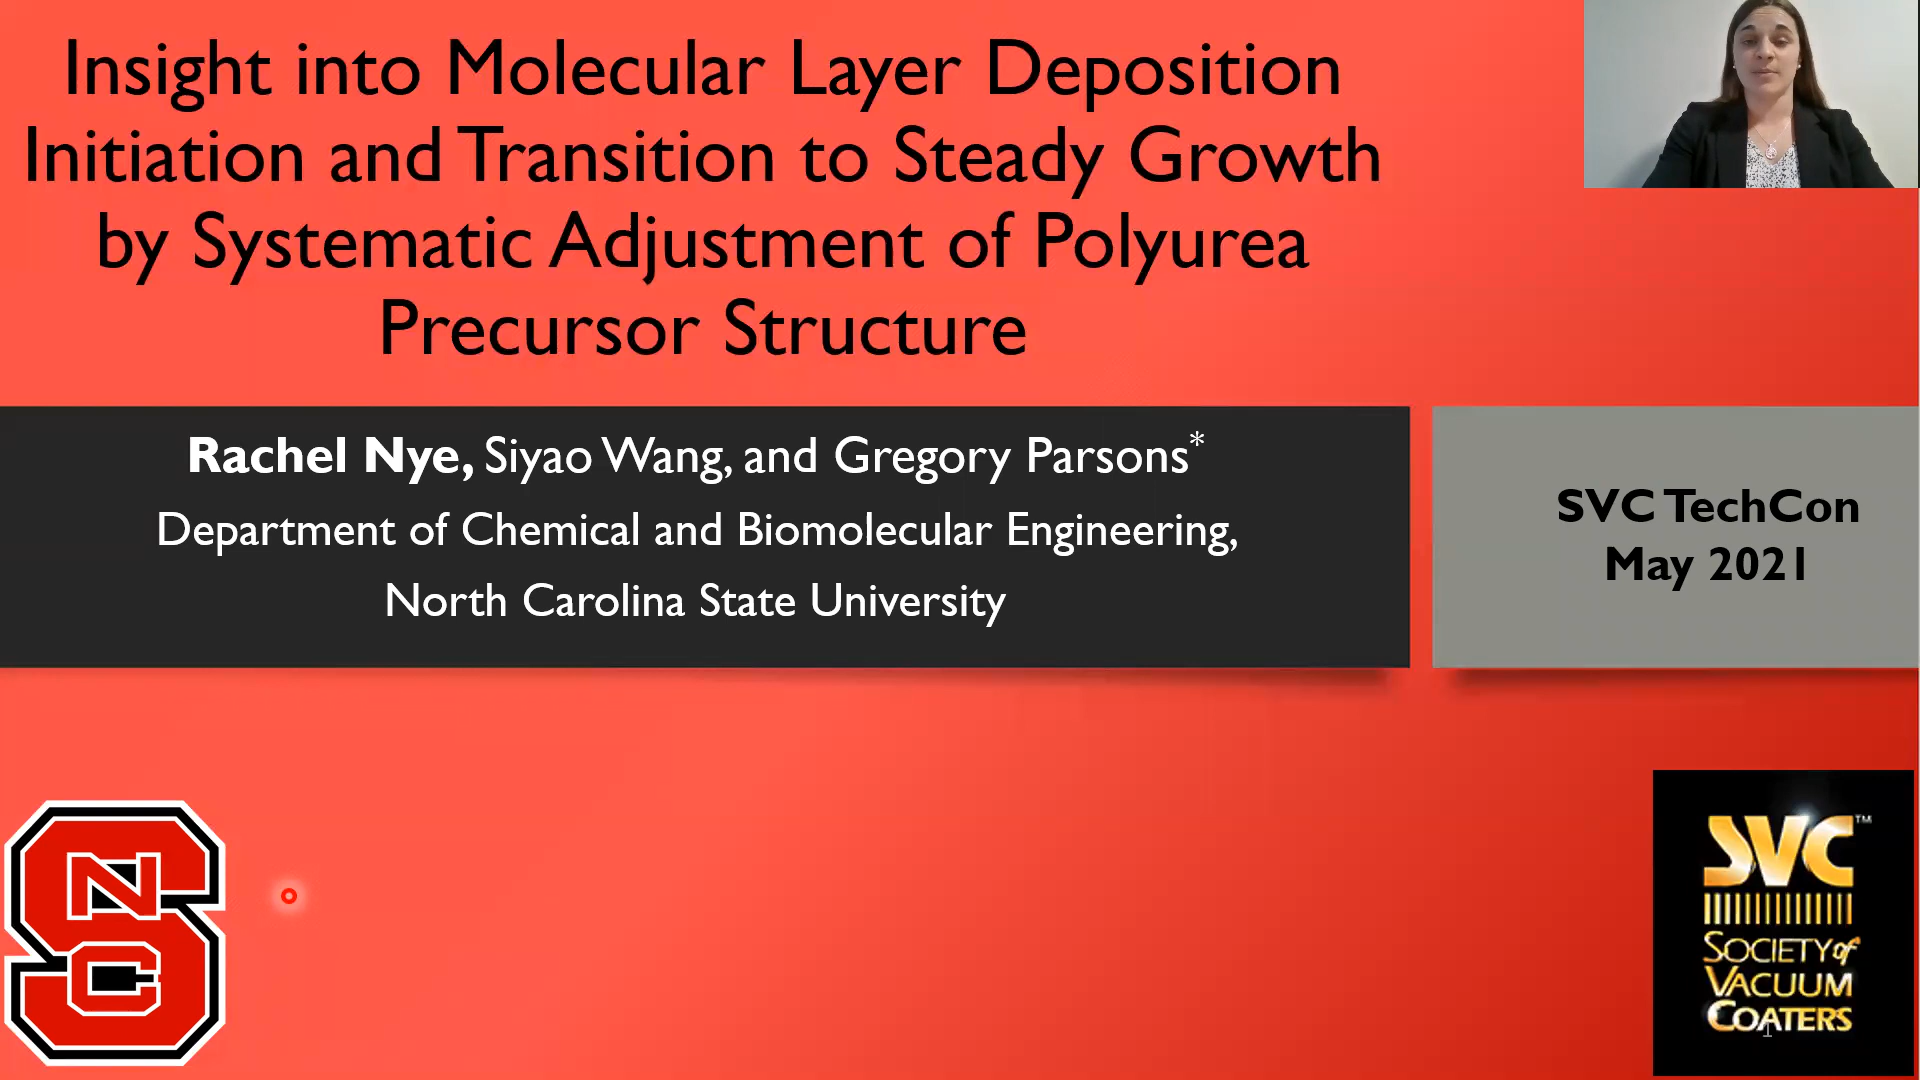 Insight into Molecular Layer Deposition
Initiation and Transition to Steady Growth
by Systematic Adjustment of Polyurea
Precursor Structure
Rachel Nye, Siyao Wang, and Gregory Parsons*
Department of Chemical and Biomolecular Engineering,
North Carolina State University
SVC TechCon
May 2021
NC
S
SVC™
SOCIETY of
VACUUM
COATERS
1